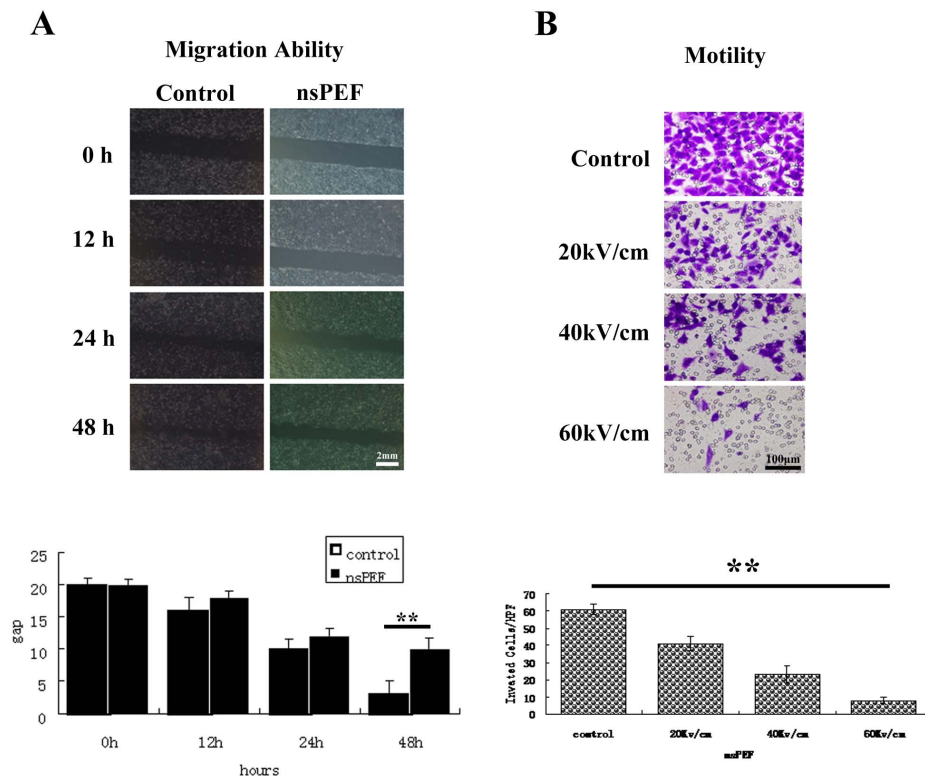 A
Migration Ability
Control nsPEF
0 h
12 h
24 h
48 h
2mm
25
20
15
10
5
0
gap
control
nsPEF
**
0h 12h 24h 48h
hours
B
Motility
Control
20kV/cm
40kV/cm
60kV/cm
100μm
**
70
60
50
40
30
20
10
0
Invated Cells/HPF
control 20Kv/cm 40Kv/cm 60Kv/cm
nsPEF